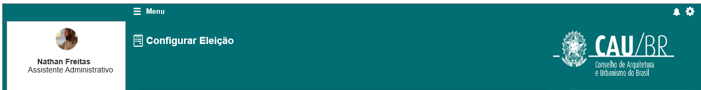 Menu
Configurar Eleição
Nathan Freitas
Assistente Administrativo
CAU/BR
Conselho de Arquitetura
e Urbanismo do Brasil